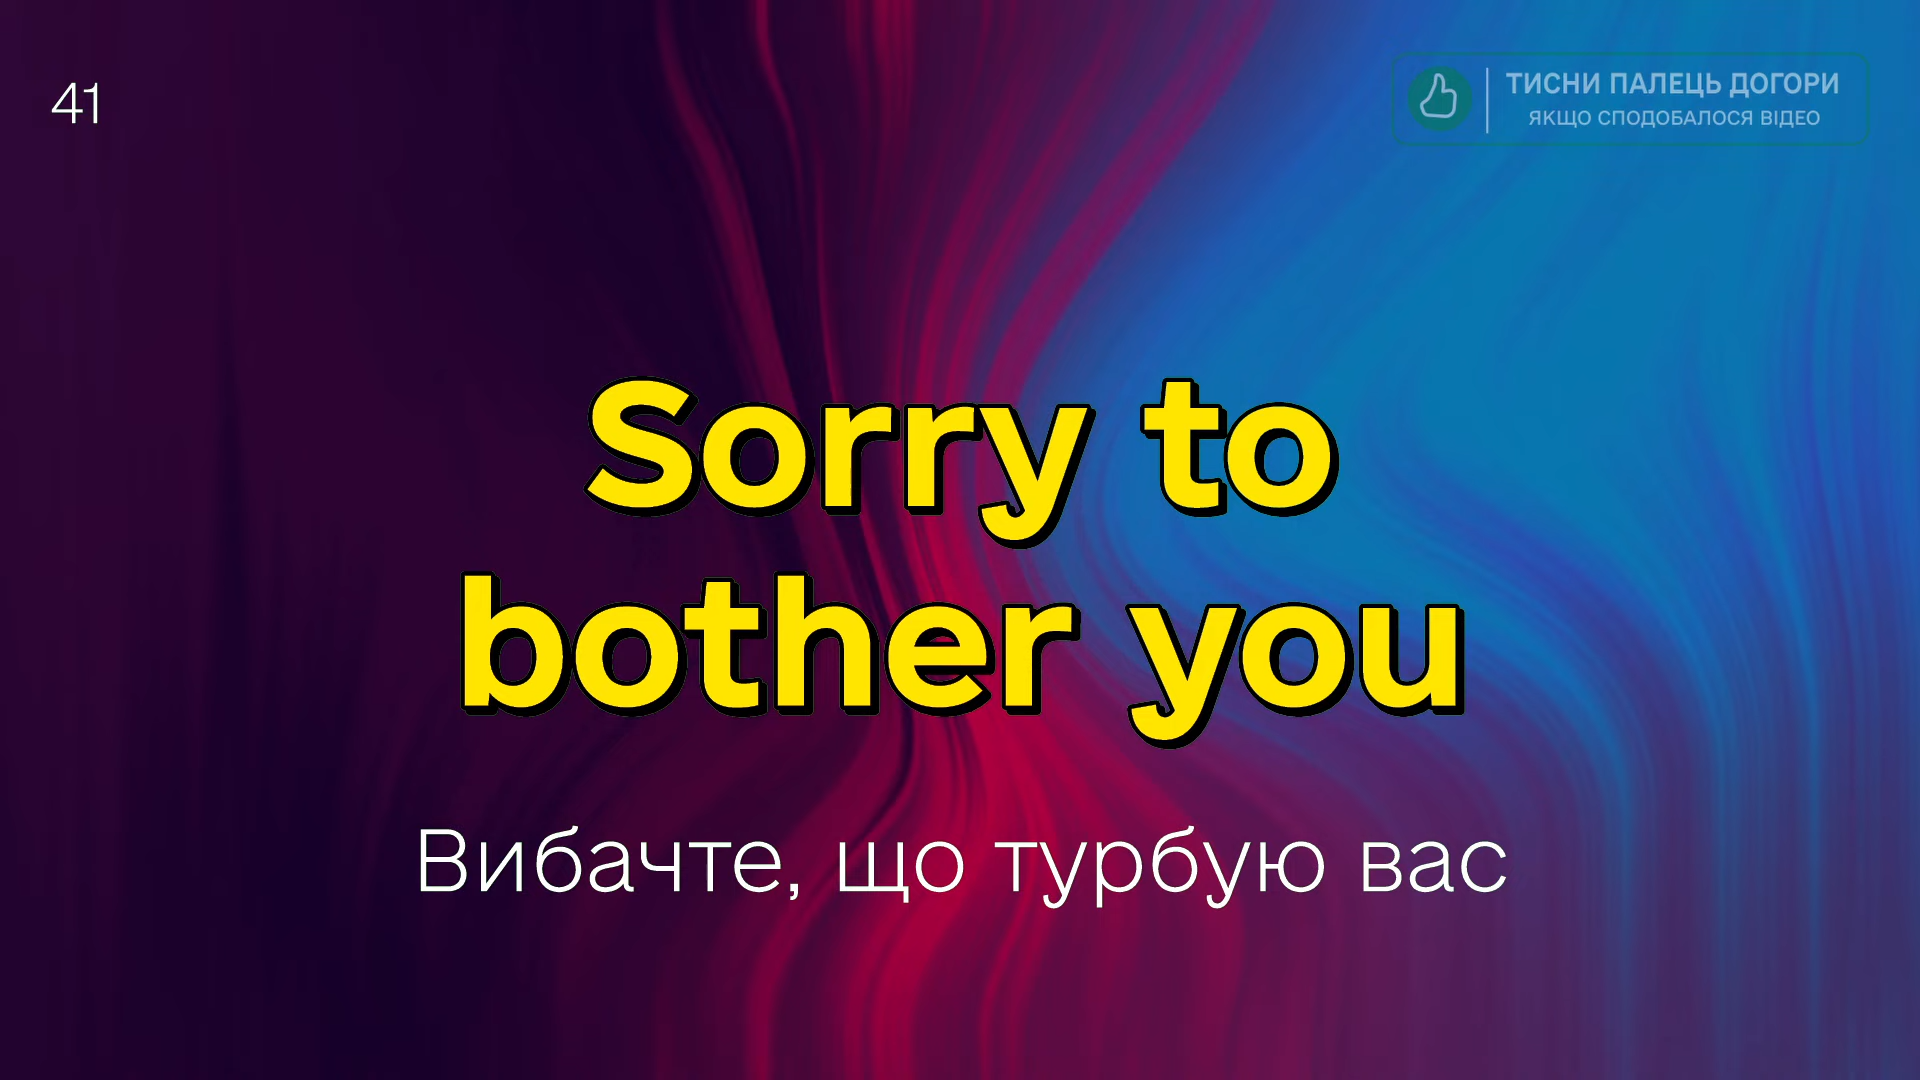 41
ТИСНИ ПАЛЕЦЬ ДОГОРИ
ЯКЩО СПОДОБАЛОСЯ ВІДЕО
Sorry to
bother you
Вибачте, що турбую вас